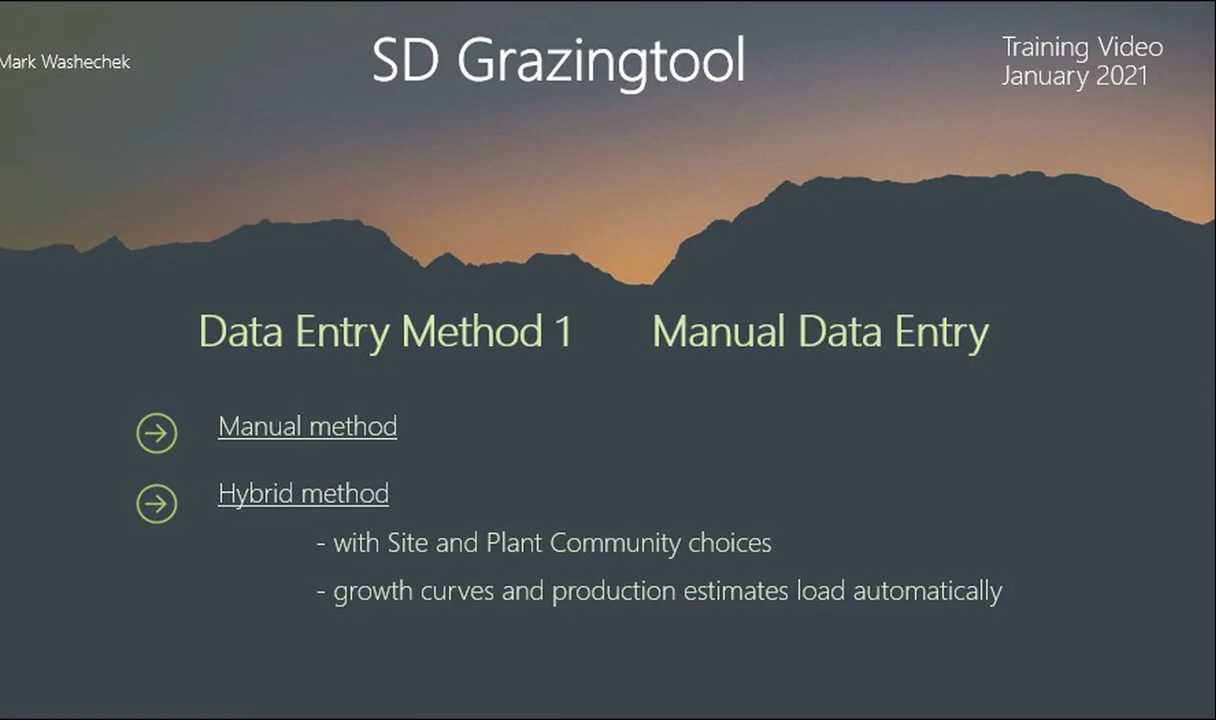 Mark Washechek
SD Grazingtool
Training Video
January 2021
Data Entry Method 1
Manual Data Entry
Manual method
Hybrid method
- with Site and Plant Community choices
- growth curves and production estimates load automatically